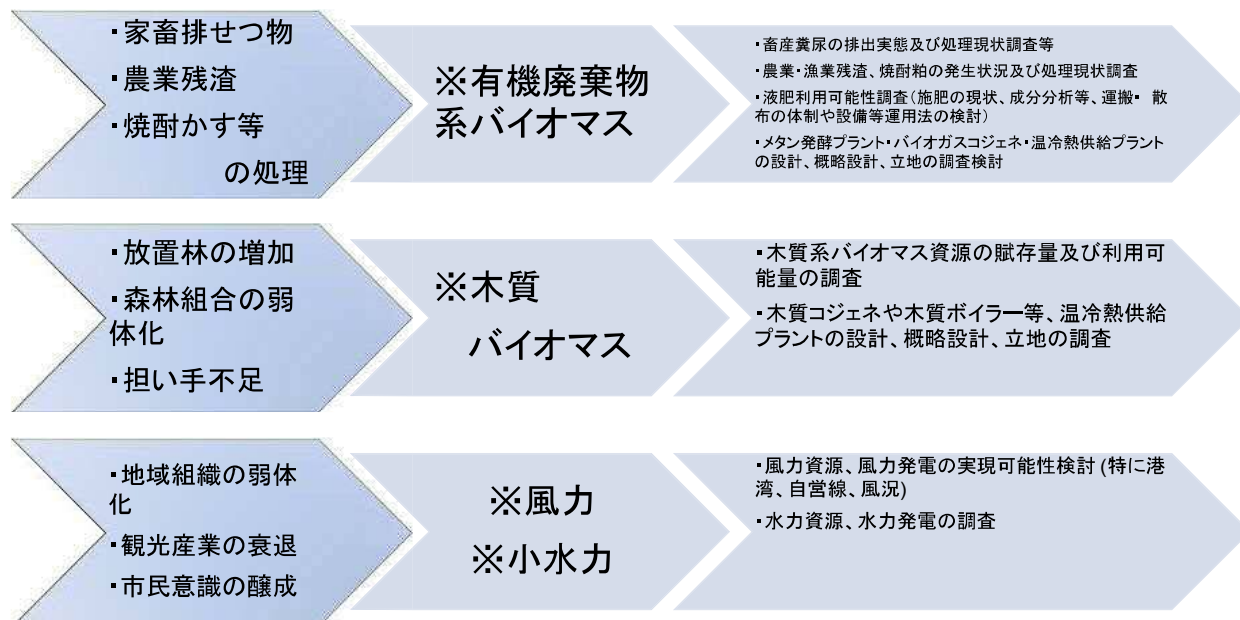 ・家畜排せつ物
・農業残渣
・焼酎かす等
の処理
※有機廃棄物
系バイオマス
・畜産糞尿の排出実態及び処理現状調査等
・農業・漁業残渣、焼酎粕の発生状況及び処理現状調査
・液肥利用可能性調査(施肥の現状、成分分析等、運搬・ 散
布の体制や設備等運用法の検討)
・メタン発酵プラント・バイオガスコジェネ・温冷熱供給プラント
の設計、概略設計、立地の調査検討
・放置林の増加
・森林組合の弱
体化
・担い手不足
※木質
バイオマス
・木質系バイオマス資源の賦存量及び利用可
能量の調査
・木質コジェネや木質ボイラー等、温冷熱供給
プラントの設計、概略設計、立地の調査
・地域組織の弱体
化
・観光産業の衰退
・市民意識の醸成
※風力
※小水力
・風力資源、風力発電の実現可能性検討 (特に港
湾、自営線、風況)
・水力資源、水力発電の調査